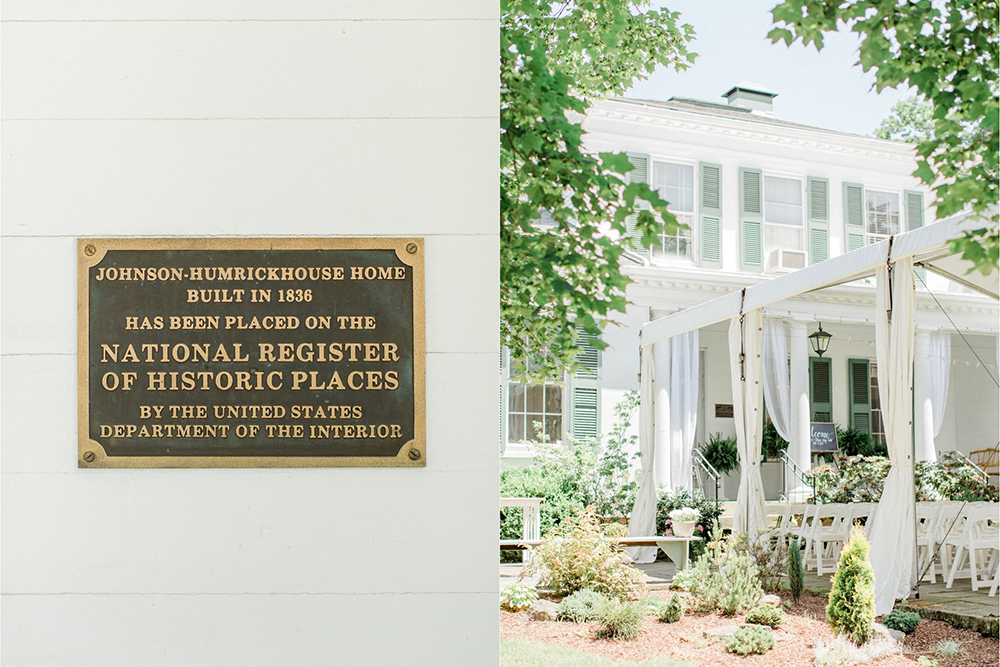 JOHNSON-HUMRICKHOUSE HOME
BUILT IN 1836
HAS BEEN PLACED ON THE
NATIONAL REGISTER
OF HISTORIC PLACES
BY THE UNITED STATES
DEPARTMENT OF THE INTERIOR